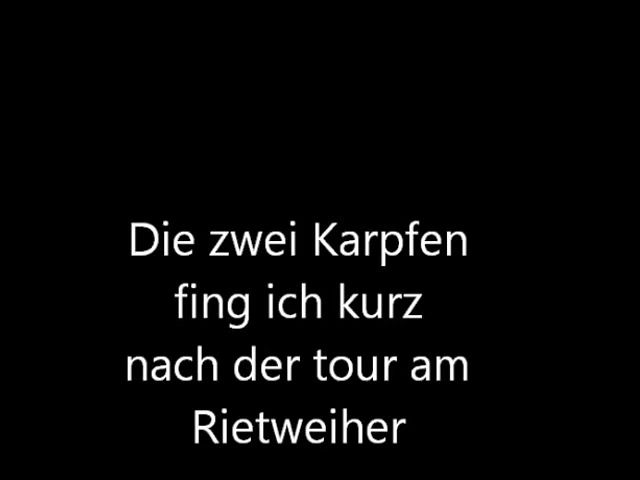 Die zwei Karpfen
fing ich kurz
nach der tour am
Rietweiher